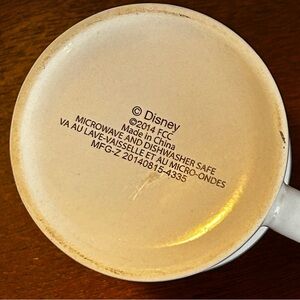 © Disney
©2014 FCC
Made in China
MICROWAVE AND DISHWASHER SAFE
VA AU LAVE-VAISSELLE ET AU MICRO-ONDES
MFG-Z 20140815-4335